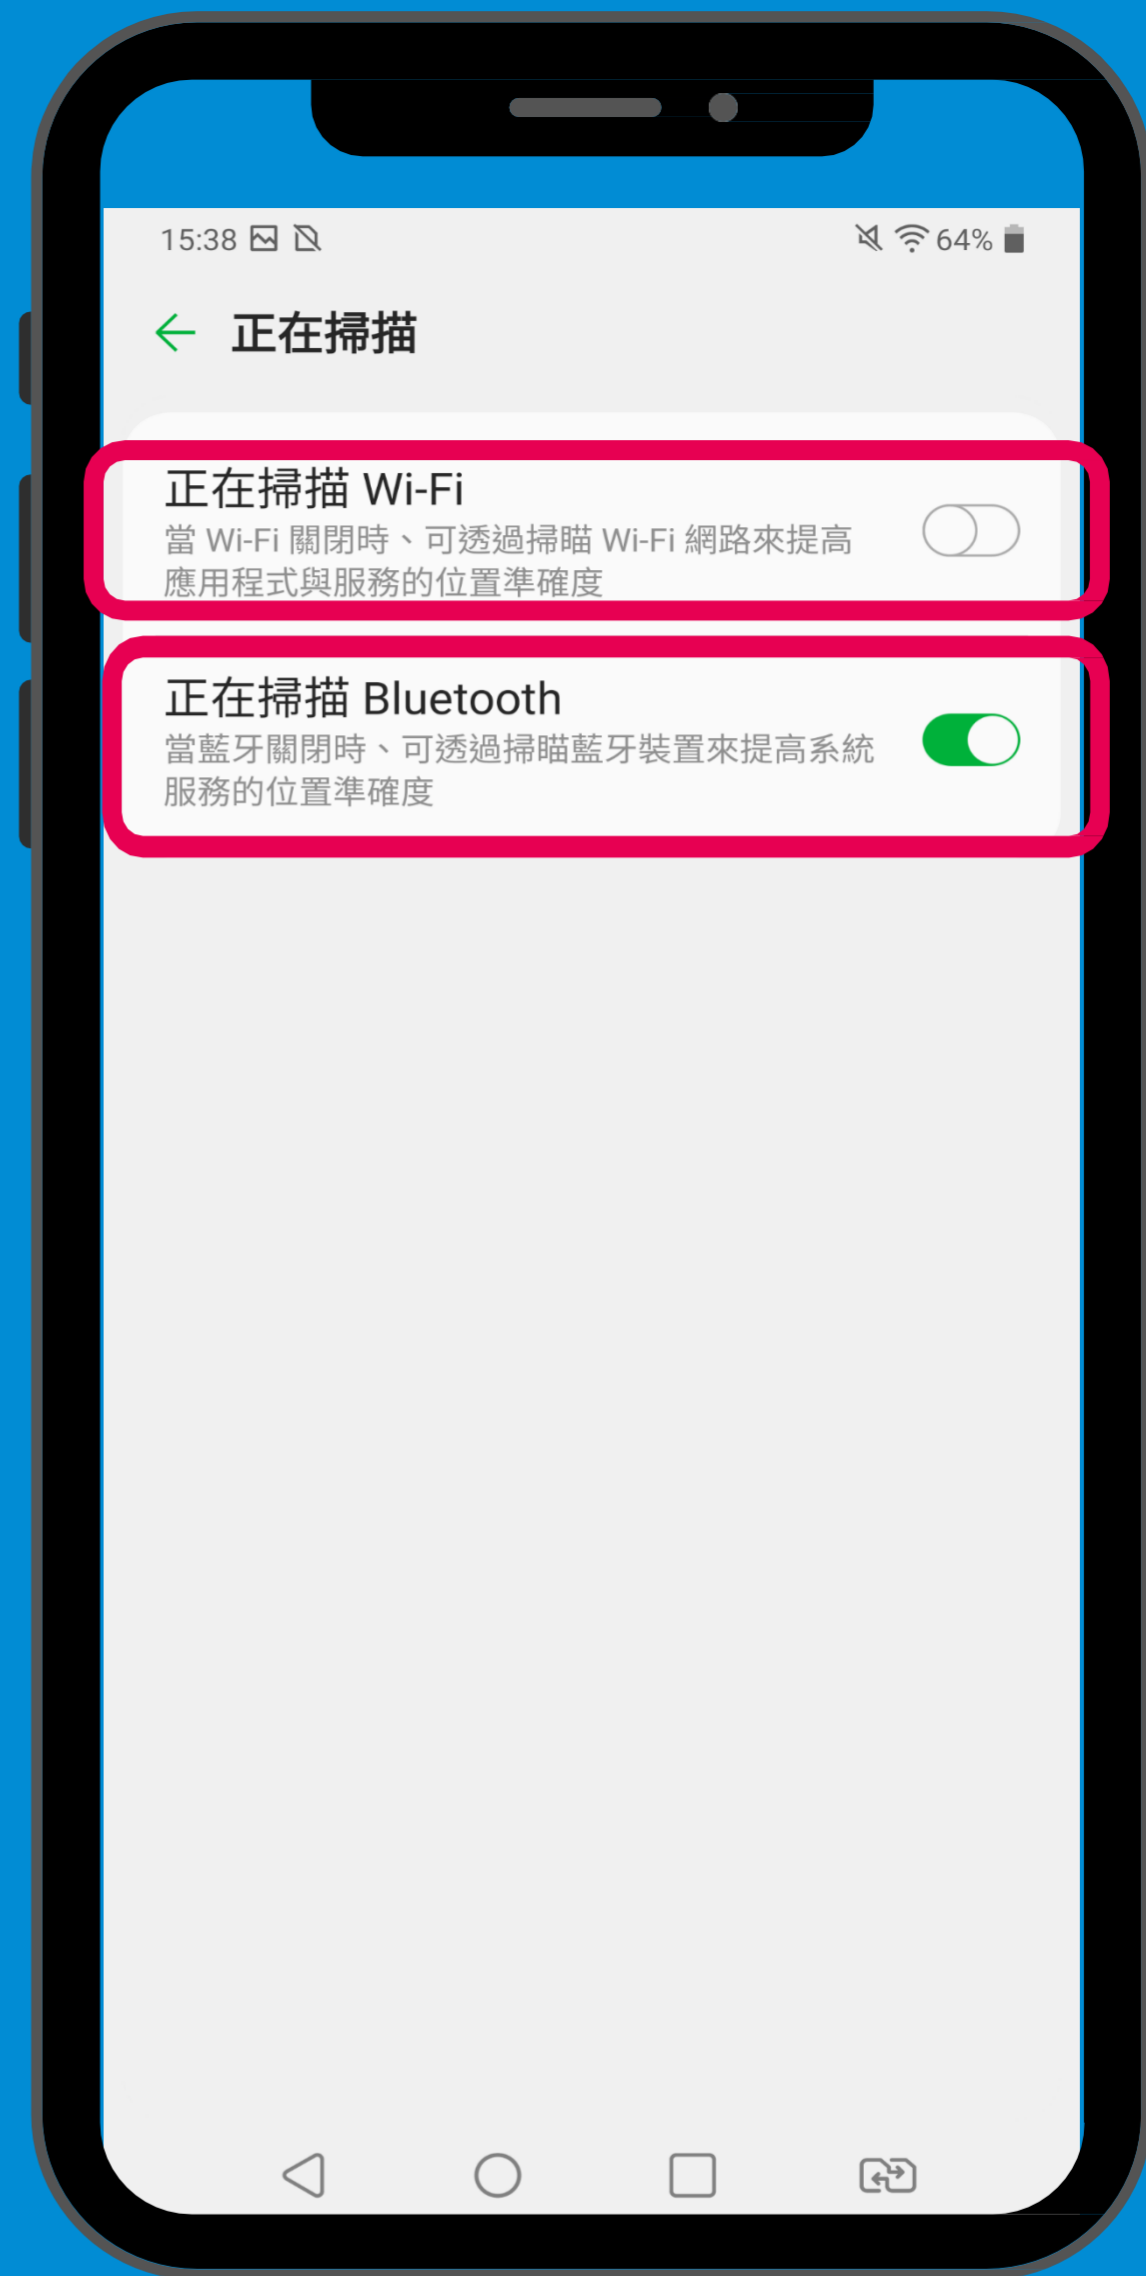 15:38 64%
正在掃描
正在掃描 Wi-Fi
當 Wi-Fi 關閉時、可透過掃瞄 Wi-Fi 網路來提高
應用程式與服務的位置準確度
正在掃描 Bluetooth
當藍牙關閉時、可透過掃瞄藍牙裝置來提高系統
服務的位置準確度